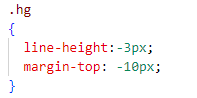 .hg
{
line-height:-3px;
margin-top: -10px;
}